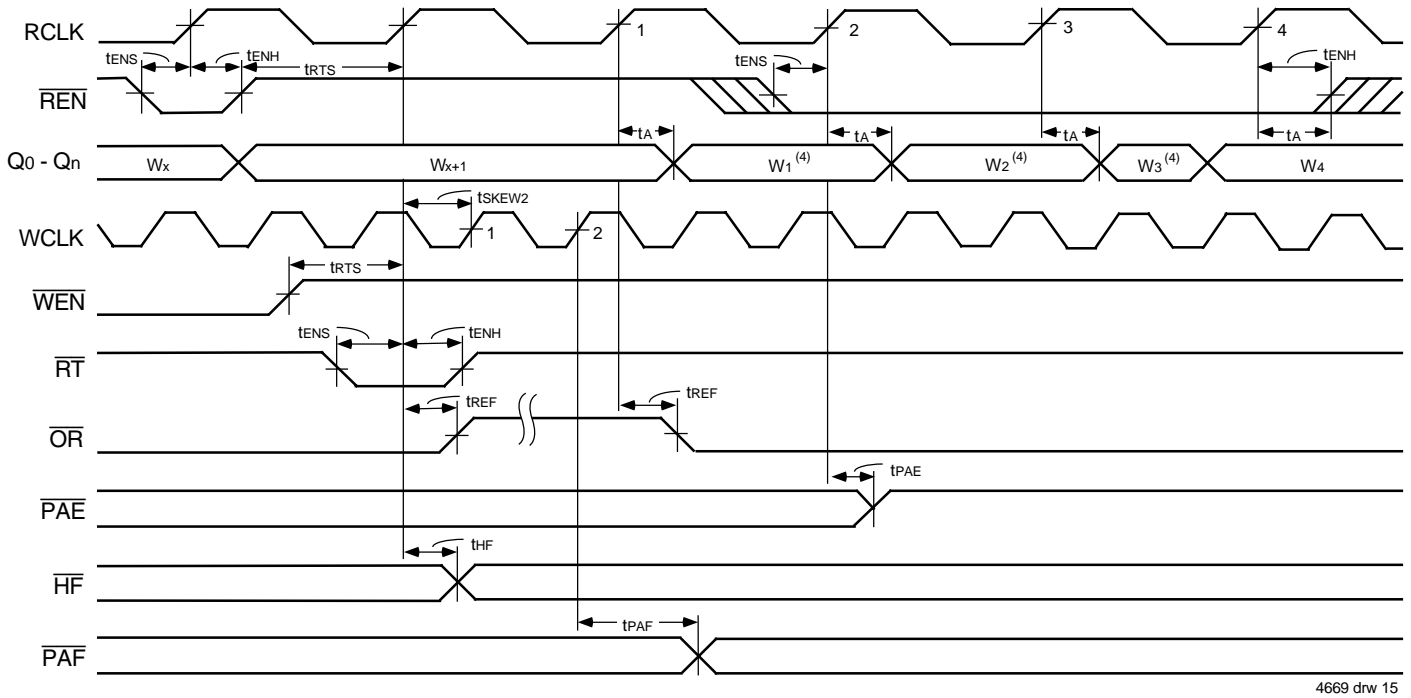 RCLK 1 2 3 4
tENS tENH tRTS tENS tENH
REN
tA tA tA tA
Q0 - Qn Wx Wx+1 W1 (4) W2 (4) W3 (4) W4
tSKEW2
WCLK 1 2
tRTS
WEN
tENS tENH
RT
tREF tREF
OR
tPAE
PAE
tHF
HF
tPAF
PAF
4669 drw 15